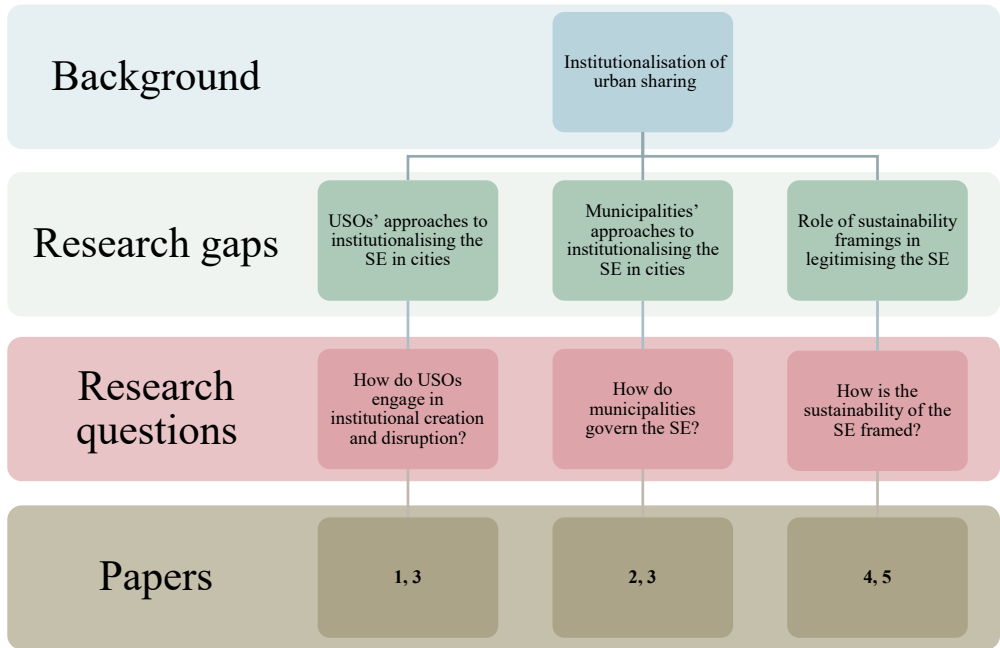 Background
Institutionalisation of
urban sharing
Research gaps
USOs’ approaches to
institutionalising the
SE in cities
Municipalities’
approaches to
institutionalising the
SE in cities
Role of sustainability
framings in
legitimising the SE
Research
questions
How do USOs
engage in
institutional creation
and disruption?
How do
municipalities
govern the SE?
How is the
sustainability of the
SE framed?
Papers
1, 3
2, 3
4, 5